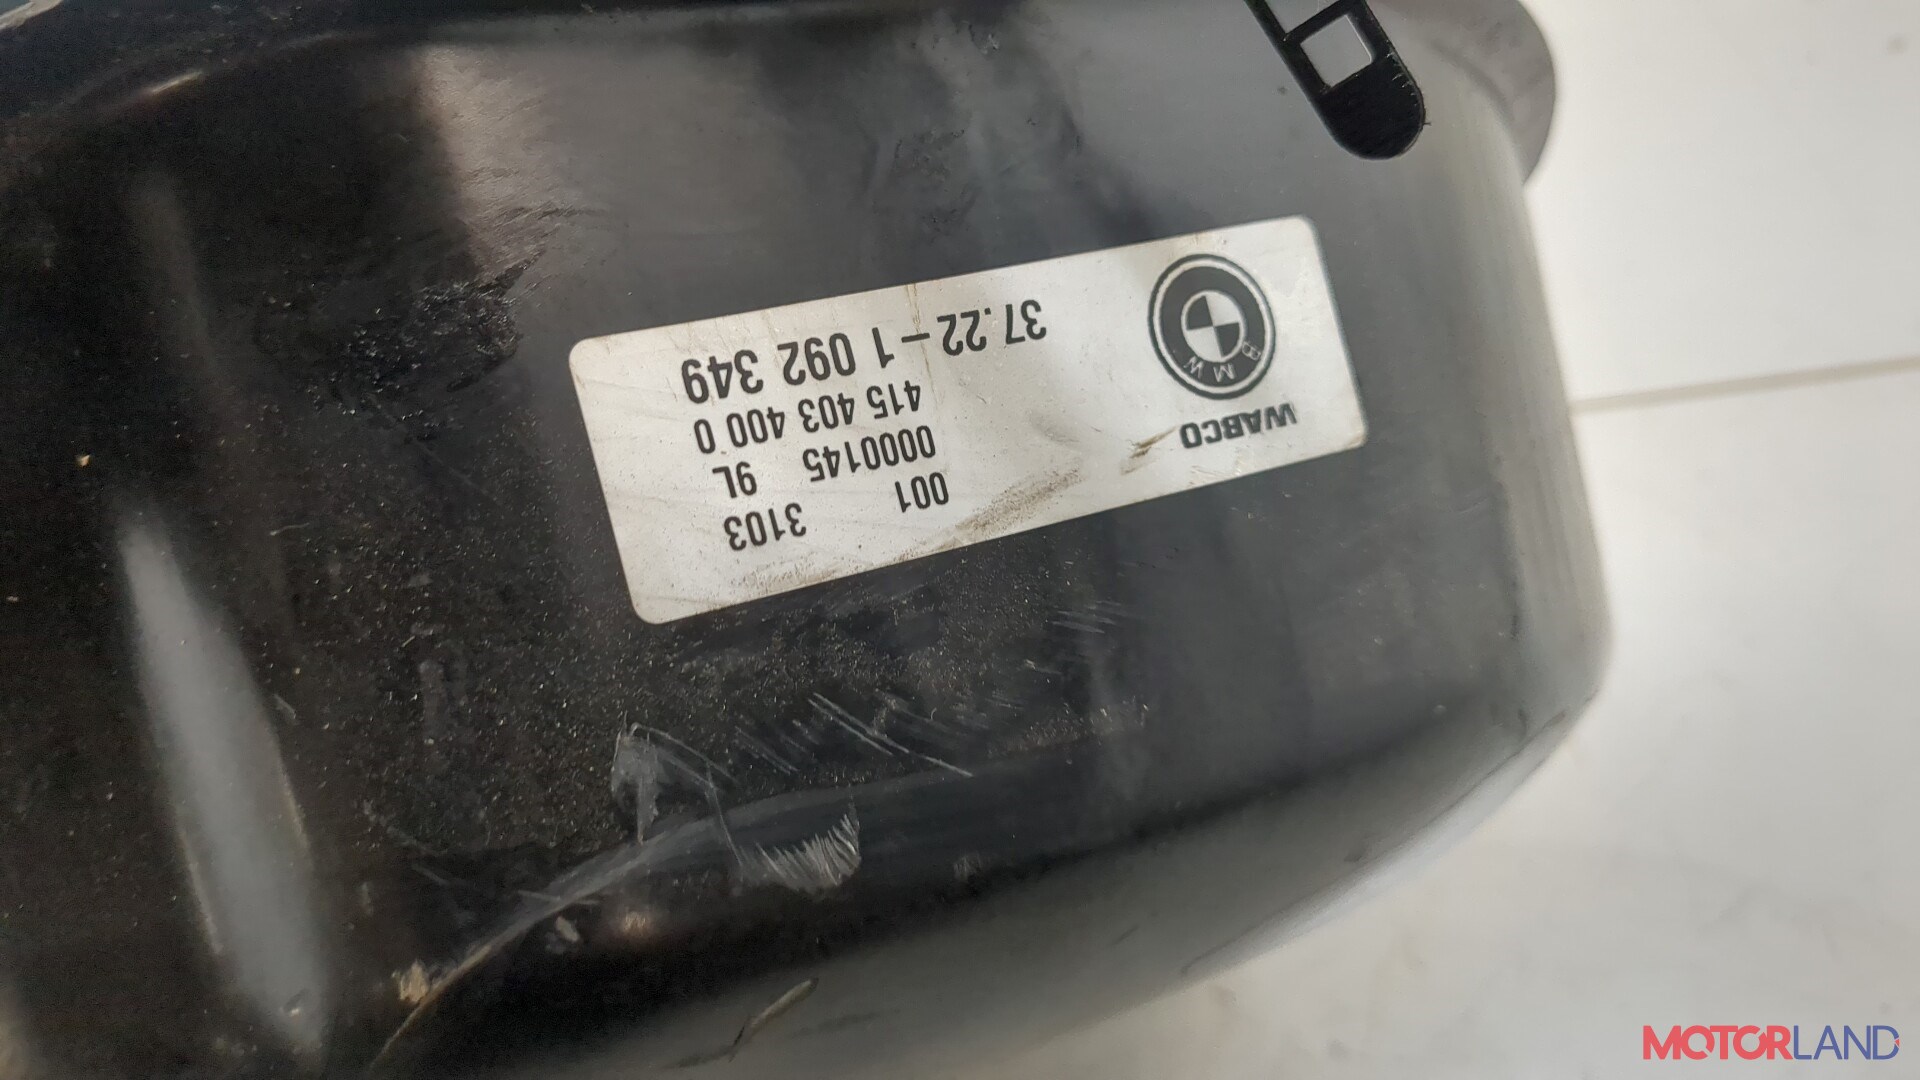 WABCO
BMW
001 3103
0000145 9L
415 403 400 0
37.22–1 092 349
MOTORLAND